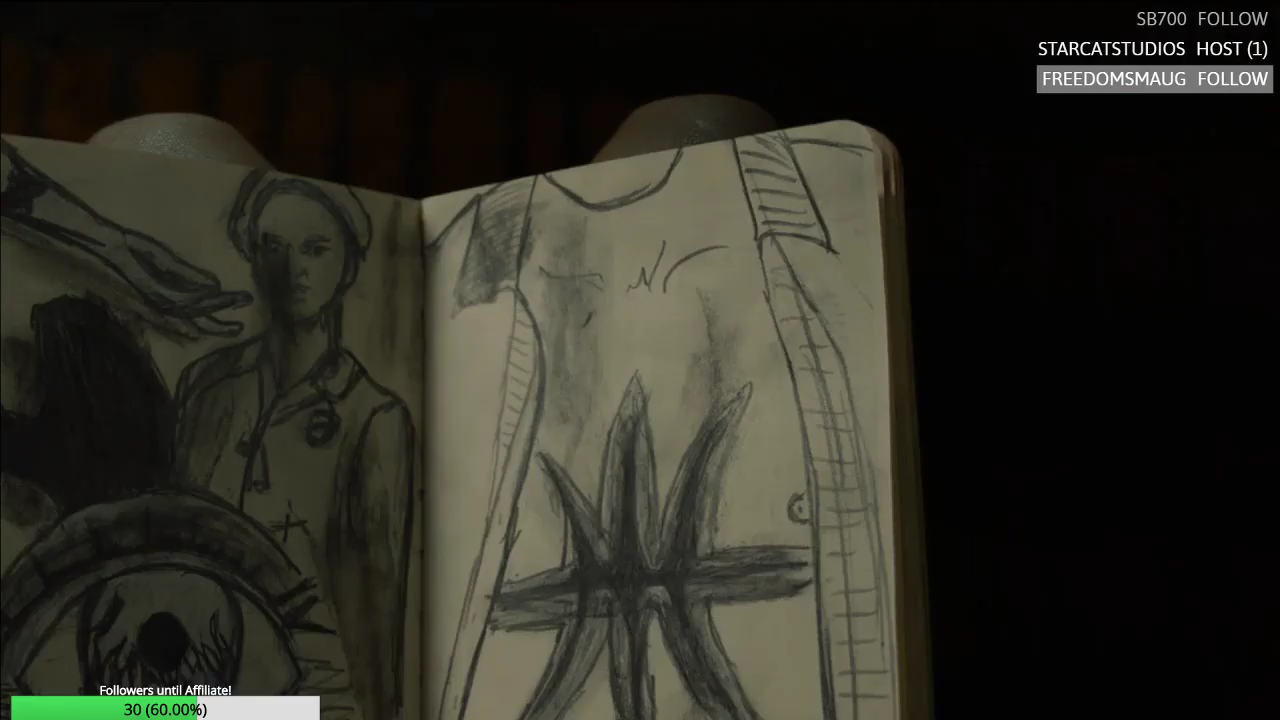 SB700 FOLLOW
STARCATSTUDIOS HOST (1)
FREEDOMSMAUG FOLLOW
Followers until Affiliate!
30 (60.00%)